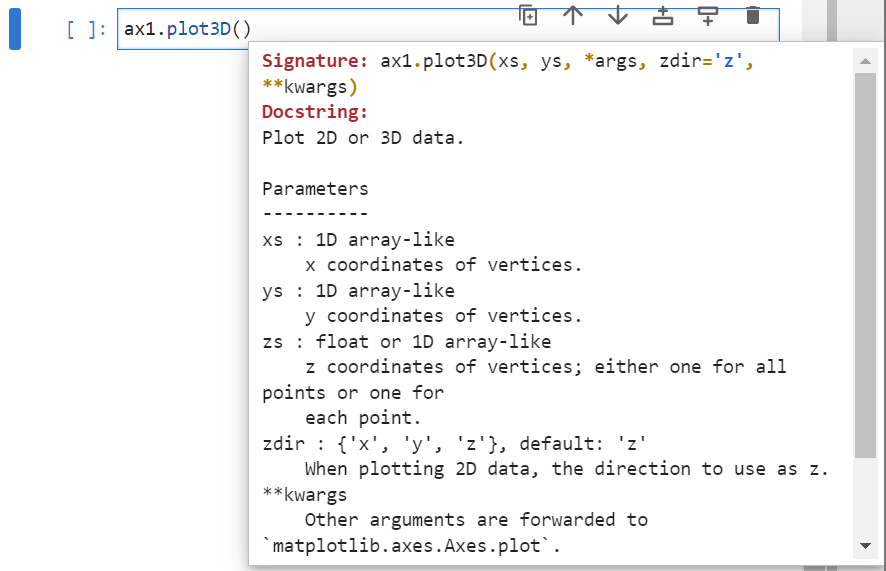 [ ]: ax1.plot3D()
Signature: ax1.plot3D(xs, ys, *args, zdir='z',
**kwargs)
Docstring:
Plot 2D or 3D data.
Parameters
----------
xs : 1D array-like
    x coordinates of vertices.
ys : 1D array-like
    y coordinates of vertices.
zs : float or 1D array-like
    z coordinates of vertices; either one for all
points or one for
    each point.
zdir : {'x', 'y', 'z'}, default: 'z'
    When plotting 2D data, the direction to use as z.
**kwargs
    Other arguments are forwarded to
`matplotlib.axes.Axes.plot`.